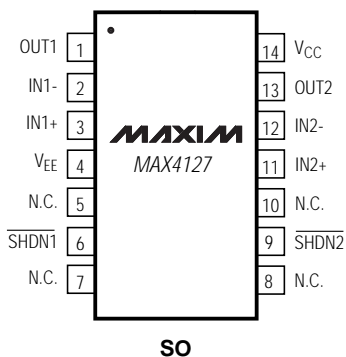 OUT1 1 14 VCC
IN1- 2 13 OUT2
IN1+ 3 12 IN2-
MAXIM
VEE 4 MAX4127 11 IN2+
N.C. 5 10 N.C.
SHDN1 6 9 SHDN2
N.C. 7 8 N.C.
SO